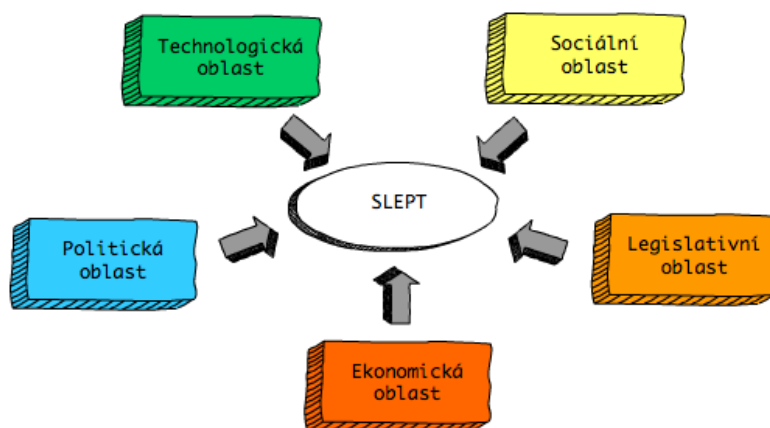 Technologická
oblast
Sociální
oblast
SLEPT
Politická
oblast
Legislativní
oblast
Ekonomická
oblast